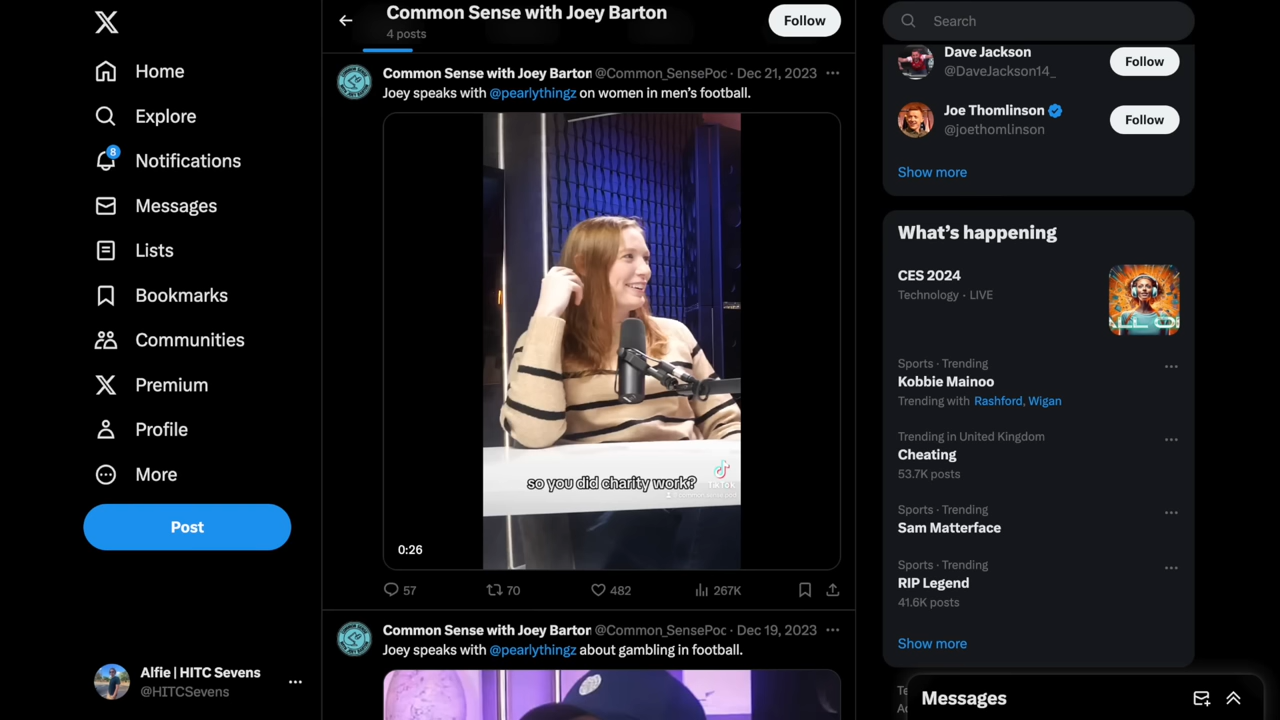 Home
Explore
8
Notifications
Messages
Lists
Bookmarks
Communities
Premium
Profile
More
Post
Alfie | HITC Sevens
@HITCSevens
Common Sense with Joey Barton
4 posts
Follow
Common Sense with Joey Barton @Common_SensePoc · Dec 21, 2023
Joey speaks with @pearlythingz on women in men's football.
so you did charity work?
TikTok
0:26
57 70 482 267K
Common Sense with Joey Barton @Common_SensePoc · Dec 19, 2023
Joey speaks with @pearlythingz about gambling in football.
Search
Dave Jackson
@DaveJackson14_
Follow
Joe Thomlinson
@joethomlinson
Follow
Show more
What's happening
CES 2024
Technology · LIVE
ALL O
Sports · Trending
Kobbie Mainoo
Trending with Rashford, Wigan
Trending in United Kingdom
Cheating
53.7K posts
Sports · Trending
Sam Matterface
Sports · Trending
RIP Legend
41.6K posts
Show more
Messages